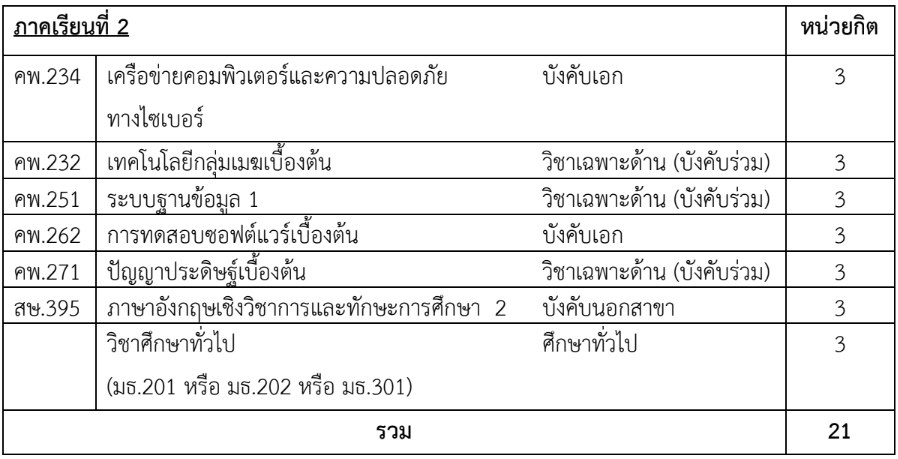 ภาคเรียนที่ 2 หน่วยกิต
คพ.234 เครือข่ายคอมพิวเตอร์และความปลอดภัย บังคับเอก 3
ทางไซเบอร์
คพ.232 เทคโนโลยีกลุ่มเมฆเบื้องต้น วิชาเฉพาะด้าน (บังคับร่วม) 3
คพ.251 ระบบฐานข้อมูล 1 วิชาเฉพาะด้าน (บังคับร่วม) 3
คพ.262 การทดสอบซอฟต์แวร์เบื้องต้น บังคับเอก 3
คพ.271 ปัญญาประดิษฐ์เบื้องต้น วิชาเฉพาะด้าน (บังคับร่วม) 3
สษ.395 ภาษาอังกฤษเชิงวิชาการและทักษะการศึกษา 2 บังคับนอกสาขา 3
วิชาศึกษาทั่วไป ศึกษาทั่วไป 3
(มธ.201 หรือ มธ.202 หรือ มธ.301)
รวม 21